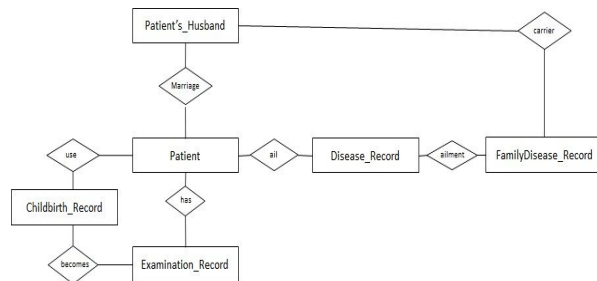 Patient's_Husband
carrier
Marriage
use
Patient
ail
Disease_Record
ailment
FamilyDisease_Record
has
Childbirth_Record
becomes
Examination_Record